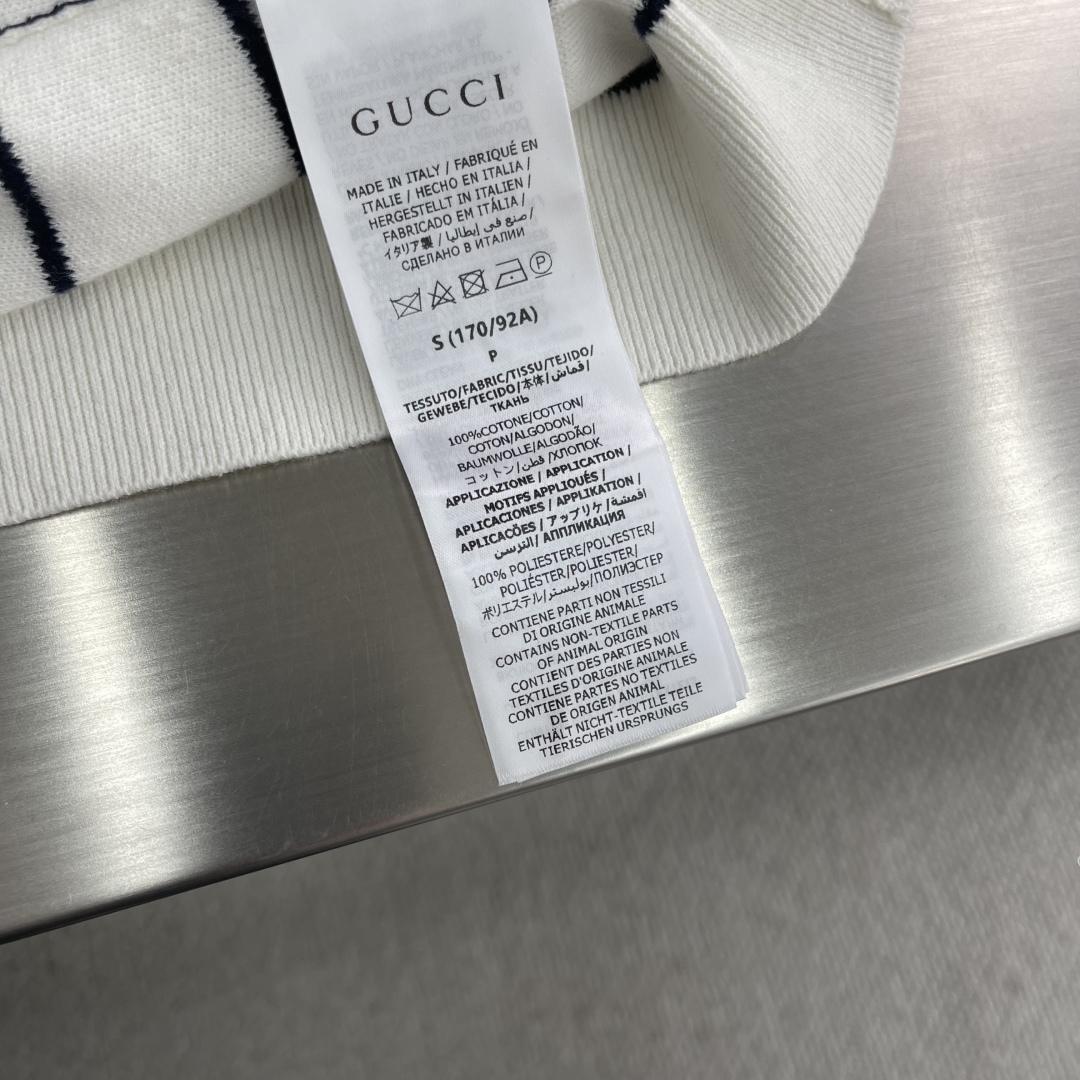 GUCCI
MADE IN ITALY / FABRIQUÉ EN
ITALIE / HECHO EN ITALIA /
HERGESTELLT IN ITALIEN /
FABRICADO EM ITÁLIA /
イタリア製 / صنع في إيطاليا /
СДЕЛАНО В ИТАЛИИ
P
S (170/92A)
P
TESSUTO/FABRIC/TISSU/TEJIDO/
GEWEBE/TECIDO/本体/قماش/
ТКАНЬ
100%COTONE/COTTON/
COTON/ALGODON/
BAUMWOLLE/ALGODÃO/
コットン/قطن/ХЛОПОК
APPLICAZIONE / APPLICATION /
MOTIFS APPLIQUÉS /
APLICACIONES / APPLIKATION /
APLICAÇÕES / アップリケ / اقمشة
الترسن / АППЛИКАЦИЯ
100% POLIESTERE/POLYESTER/
POLIÉSTER/POLIESTER/
ポリエステル/بوليستر/ПОЛИЭСТЕР
CONTIENE PARTI NON TESSILI
DI ORIGINE ANIMALE
CONTAINS NON-TEXTILE PARTS
OF ANIMAL ORIGIN
CONTIENT DES PARTIES NON
TEXTILES D'ORIGINE ANIMALE
CONTIENE PARTES NO TEXTILES
DE ORIGEN ANIMAL
ENTHÄLT NICHT-TEXTILE TEILE
TIERISCHEN URSPRUNGS